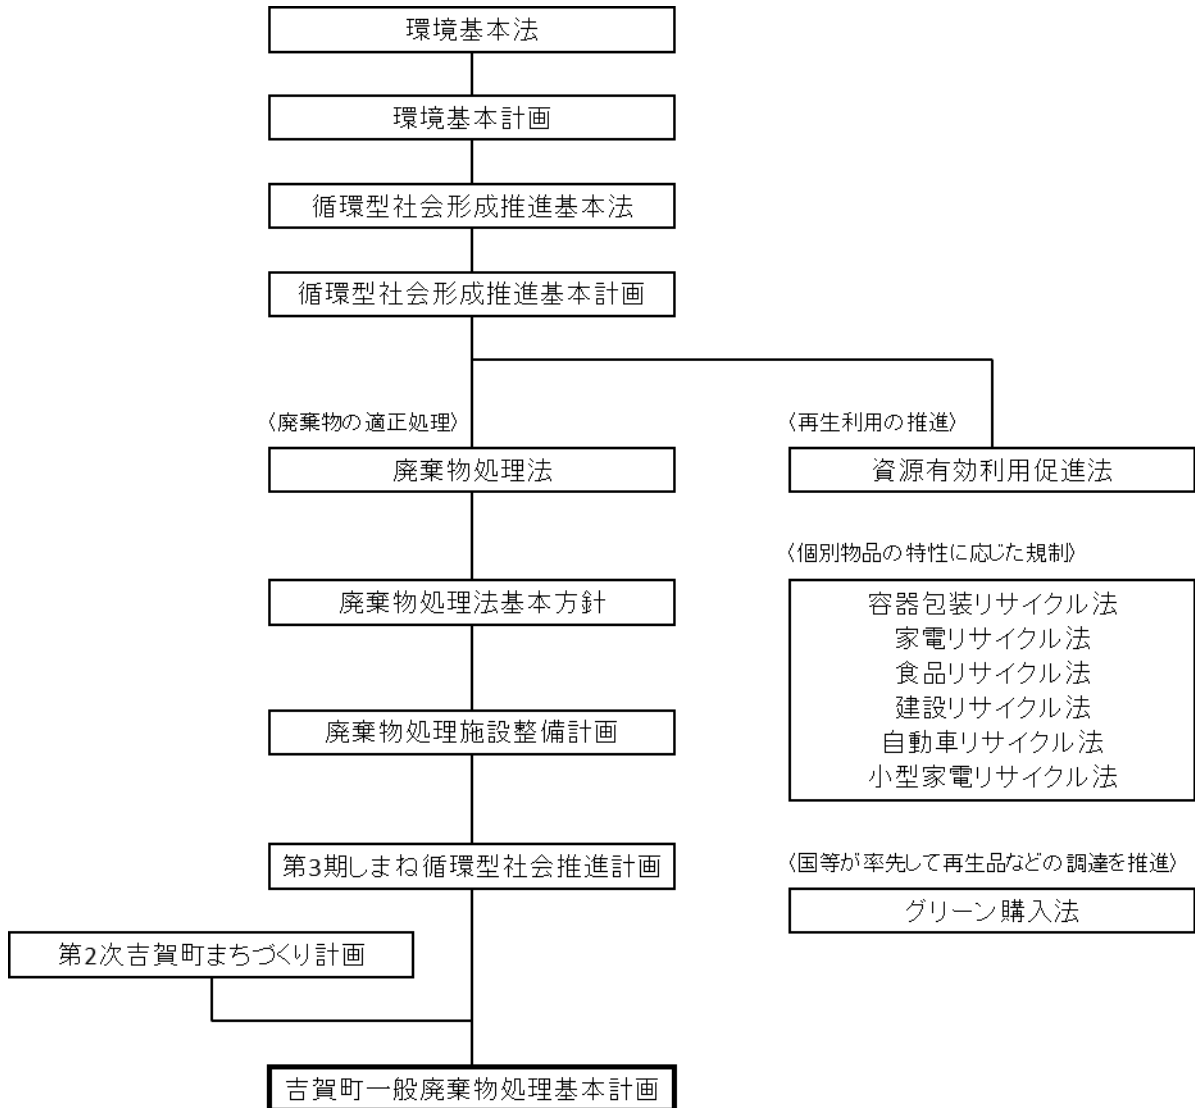 環境基本法
環境基本計画
循環型社会形成推進基本法
循環型社会形成推進基本計画
〈廃棄物の適正処理〉
廃棄物処理法
廃棄物処理法基本方針
廃棄物処理施設整備計画
第3期しまね循環型社会推進計画
第2次吉賀町まちづくり計画
吉賀町一般廃棄物処理基本計画
〈再生利用の推進〉
資源有効利用促進法
〈個別物品の特性に応じた規制〉
容器包装リサイクル法
家電リサイクル法
食品リサイクル法
建設リサイクル法
自動車リサイクル法
小型家電リサイクル法
〈国等が率先して再生品などの調達を推進〉
グリーン購入法